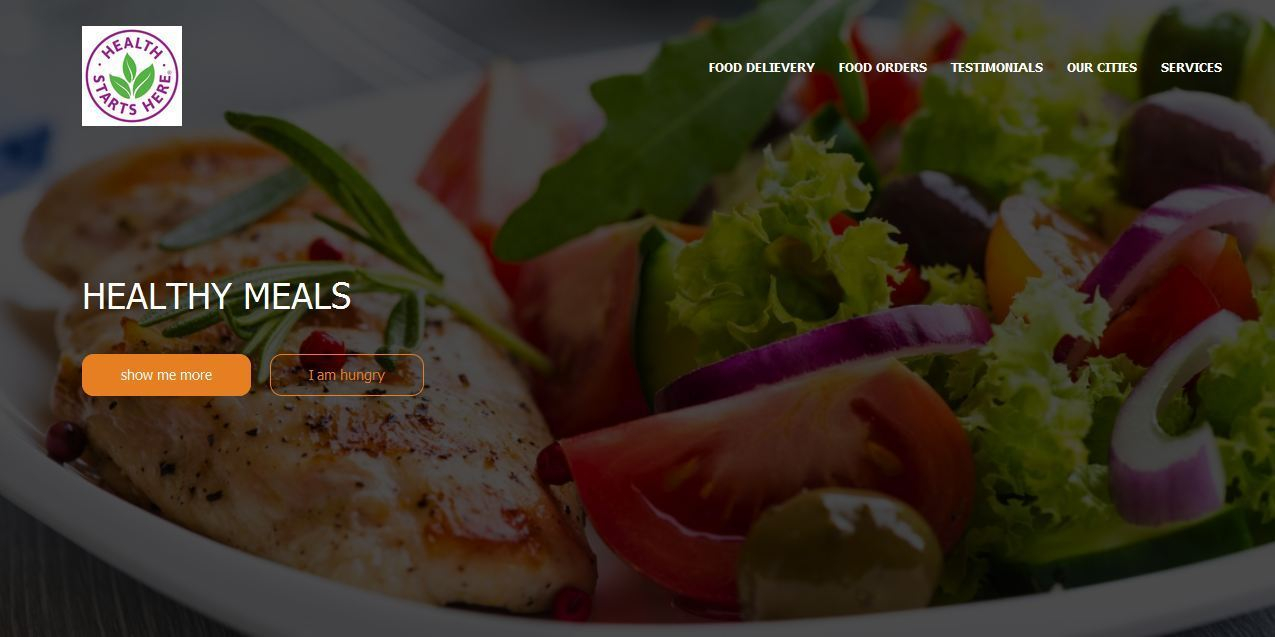 HEALTH
STARTS HERE®
FOOD DELIEVERY
FOOD ORDERS
TESTIMONIALS
OUR CITIES
SERVICES
HEALTHY MEALS
show me more
I am hungry